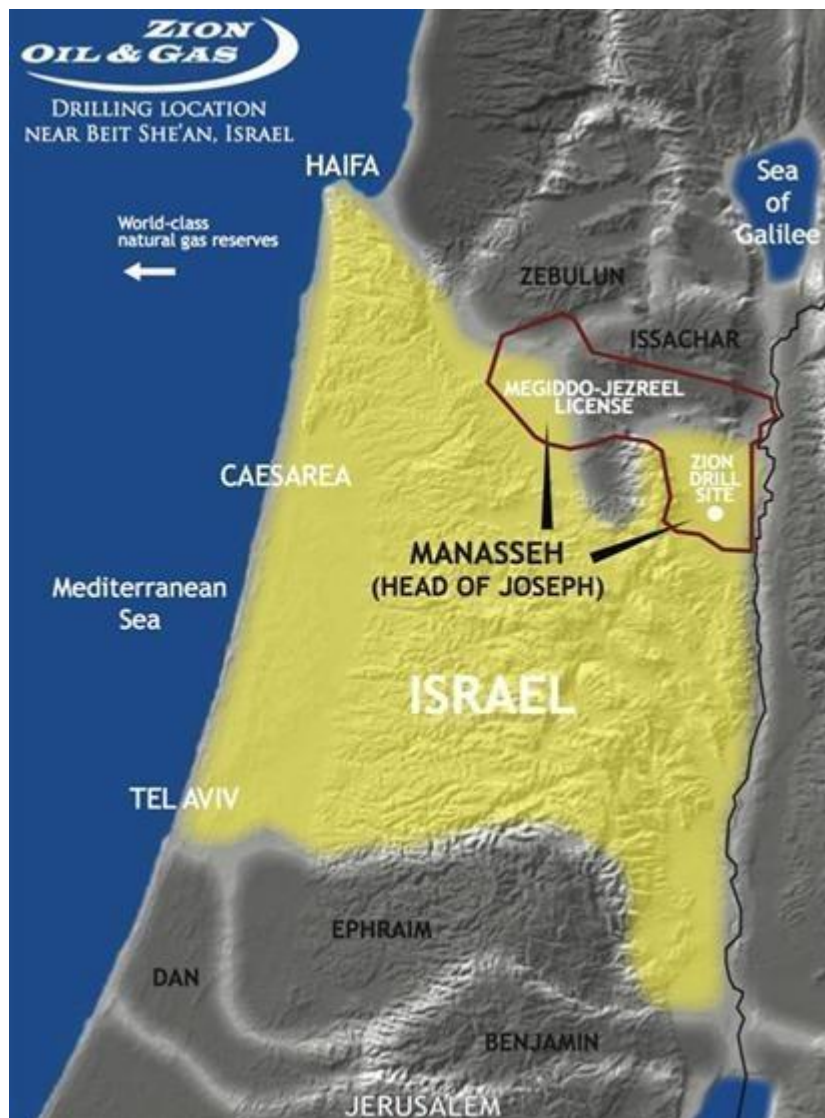 ZION
OIL & GAS
DRILLING LOCATION
NEAR BEIT SHE'AN, ISRAEL
HAIFA
Sea
of
Galilee
World-class
natural gas reserves
ZEBULUN
ISSACHAR
MEGIDDO-JEZREEL
LICENSE
CAESAREA
ZION
DRILL
SITE
MANASSEH
(HEAD OF JOSEPH)
Mediterranean
Sea
ISRAEL
TEL AVIV
EPHRAIM
DAN
BENJAMIN
JERUSALEM